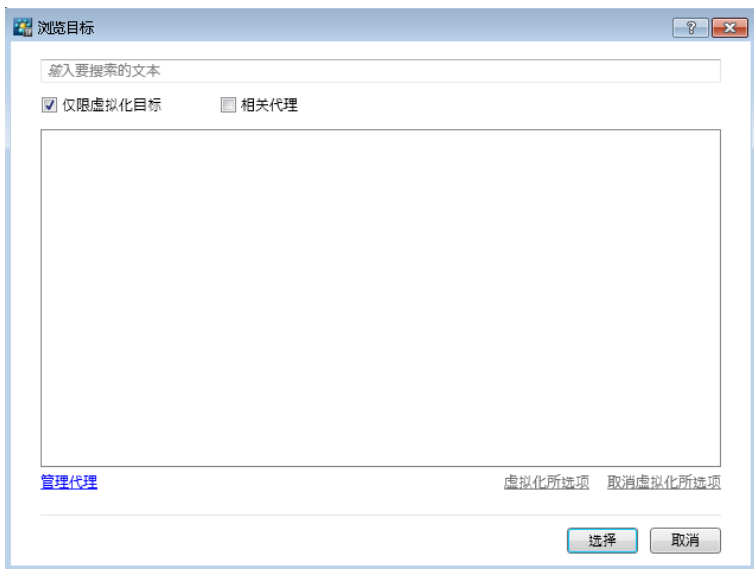 浏览目标
输入要搜索的文本
仅限虚拟化目标 相关代理
管理代理 虚拟化所选项 取消虚拟化所选项
选择 取消